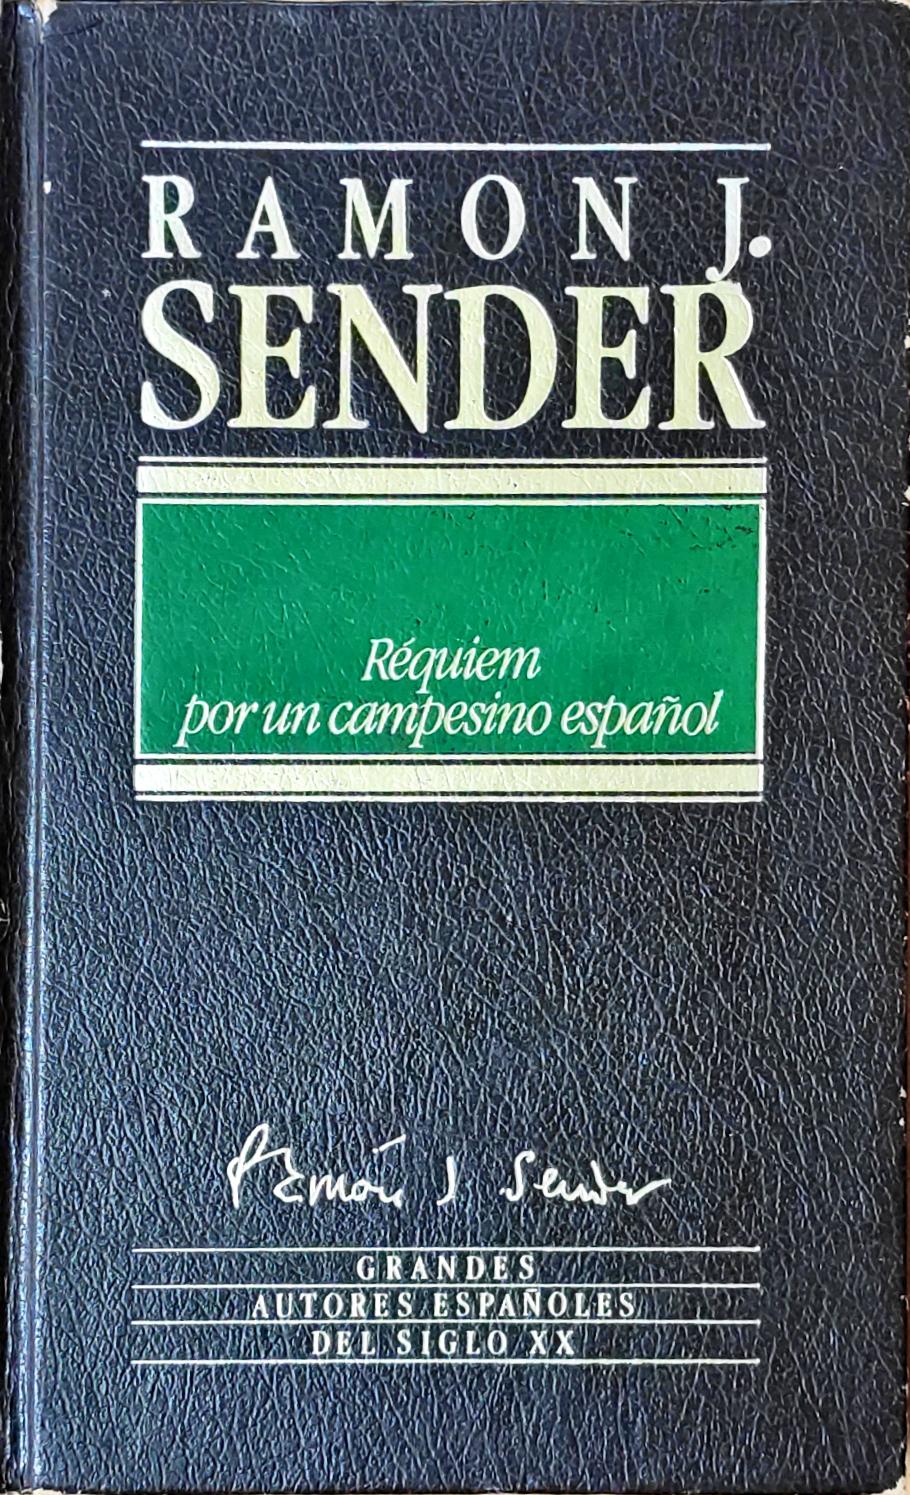 RAMON J.
SENDER
Réquiem
por un campesino español
Ramón J Sender
GRANDES
AUTORES ESPAÑOLES
DEL SIGLO XX